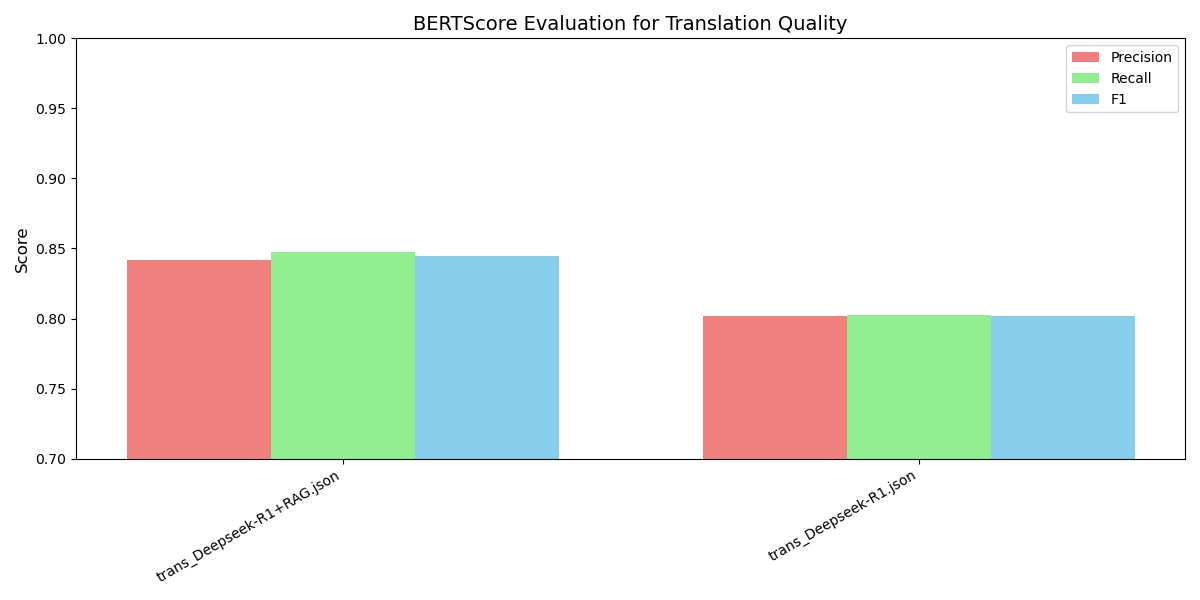 BERTScore Evaluation for Translation Quality
Precision
Recall
F1
Score
1.00
0.95
0.90
0.85
0.80
0.75
0.70
trans_Deepseek-R1+RAG.json
trans_Deepseek-R1.json